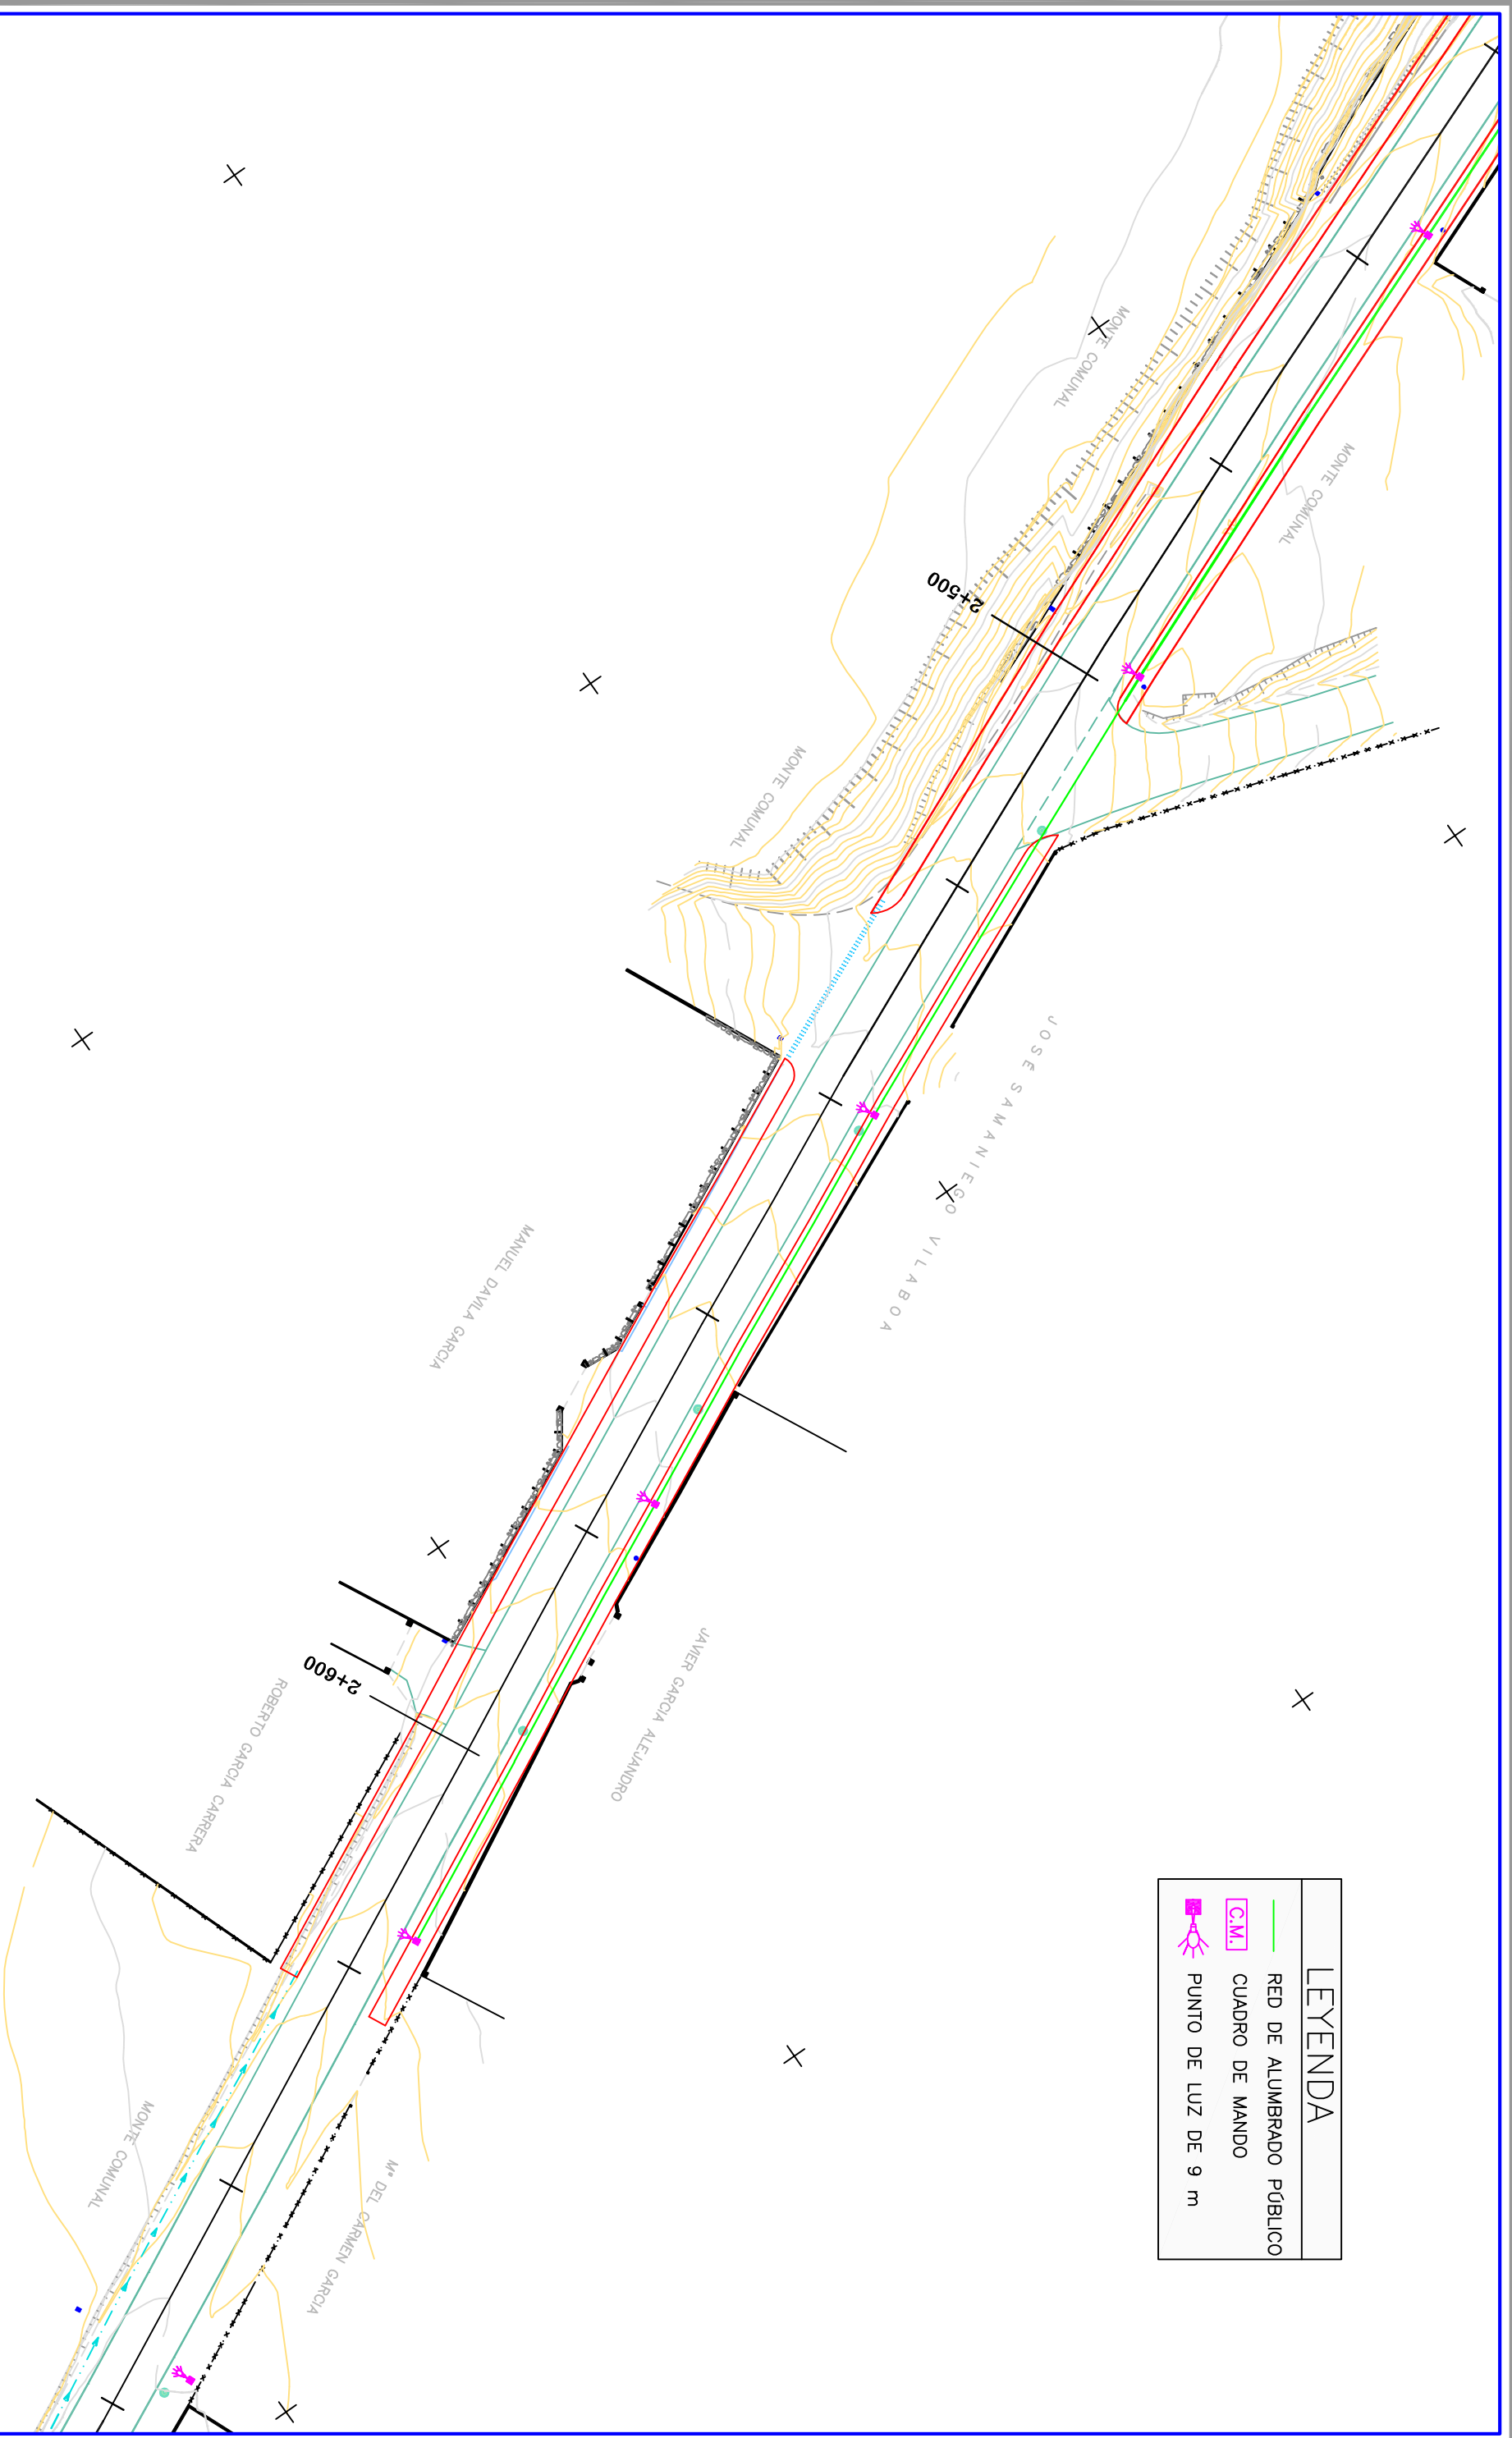 MONTE COMUNAL
MONTE COMUNAL
2+500
MONTE COMUNAL
JOSÉ SAMANIEGO VILABOA
MANUEL DAVILA GARCIA
JAVIER GARCIA ALEJANDRO
2+600
ROBERTO GARCIA CARRERA
MONTE COMUNAL
Mª DEL CARMEN GARCIA
LEYENDA
RED DE ALUMBRADO PÚBLICO
C.M. CUADRO DE MANDO
PUNTO DE LUZ DE 9 m